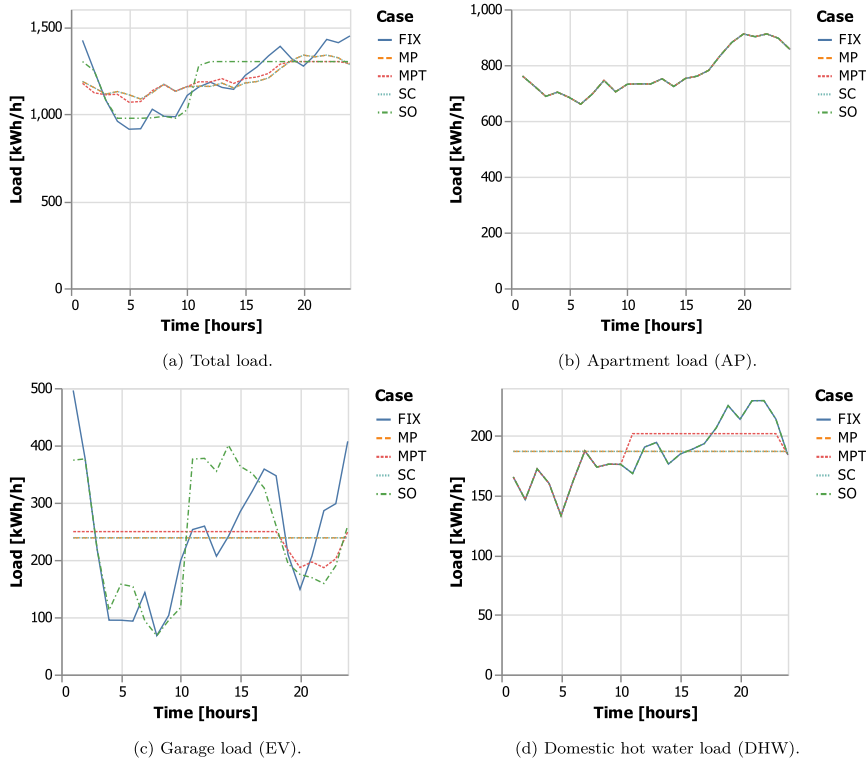 Load [kWh/h]
1,500
1,000
500
0
0 5 10 15 20
Time [hours]
Case
FIX
MP
MPT
SC
SO
(a) Total load.
Load [kWh/h]
1,000
800
600
400
200
0
0 5 10 15 20
Time [hours]
Case
FIX
MP
MPT
SC
SO
(b) Apartment load (AP).
Load [kWh/h]
500
400
300
200
100
0
0 5 10 15 20
Time [hours]
Case
FIX
MP
MPT
SC
SO
(c) Garage load (EV).
Load [kWh/h]
200
150
100
50
0
0 5 10 15 20
Time [hours]
Case
FIX
MP
MPT
SC
SO
(d) Domestic hot water load (DHW).